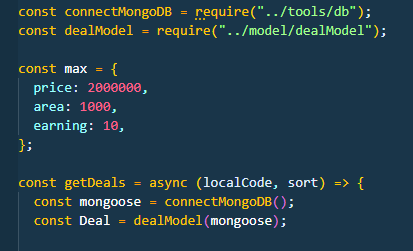 const connectMongoDB = require("../tools/db");
const dealModel = require("../model/dealModel");
const max = {
price: 2000000,
area: 1000,
earning: 10,
};
const getDeals = async (localCode, sort) => {
const mongoose = connectMongoDB();
const Deal = dealModel(mongoose);